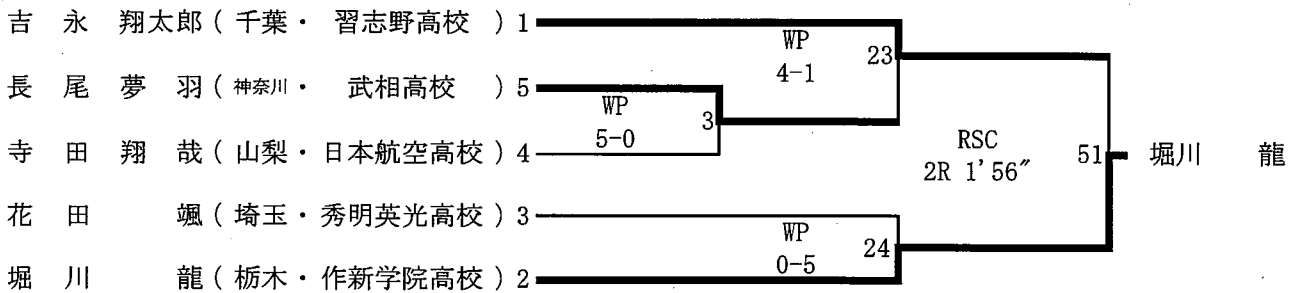 吉永 翔太郎（千葉・習志野高校）1
WP
4-1
23
長尾夢羽（神奈川・武相高校）5
WP
5-0
3
寺田翔哉（山梨・日本航空高校）4
RSC
2R 1'56″
51
堀川 龍
花田 颯（埼玉・秀明英光高校）3
WP
0-5
24
堀川 龍（栃木・作新学院高校）2